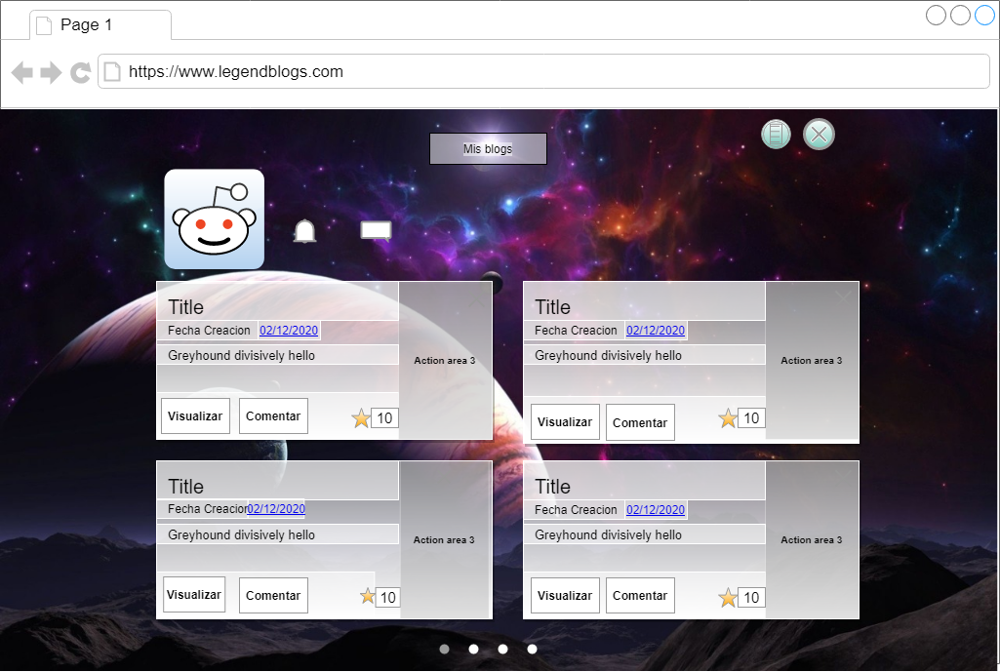 Page 1
https://www.legendblogs.com
Mis blogs
Title
Fecha Creacion 02/12/2020
Greyhound divisively hello
Action area 3
Visualizar Comentar 10
Title
Fecha Creacion 02/12/2020
Greyhound divisively hello
Action area 3
Visualizar Comentar 10
Title
Fecha Creacion 02/12/2020
Greyhound divisively hello
Action area 3
Visualizar Comentar 10
Title
Fecha Creacion 02/12/2020
Greyhound divisively hello
Action area 3
Visualizar Comentar 10